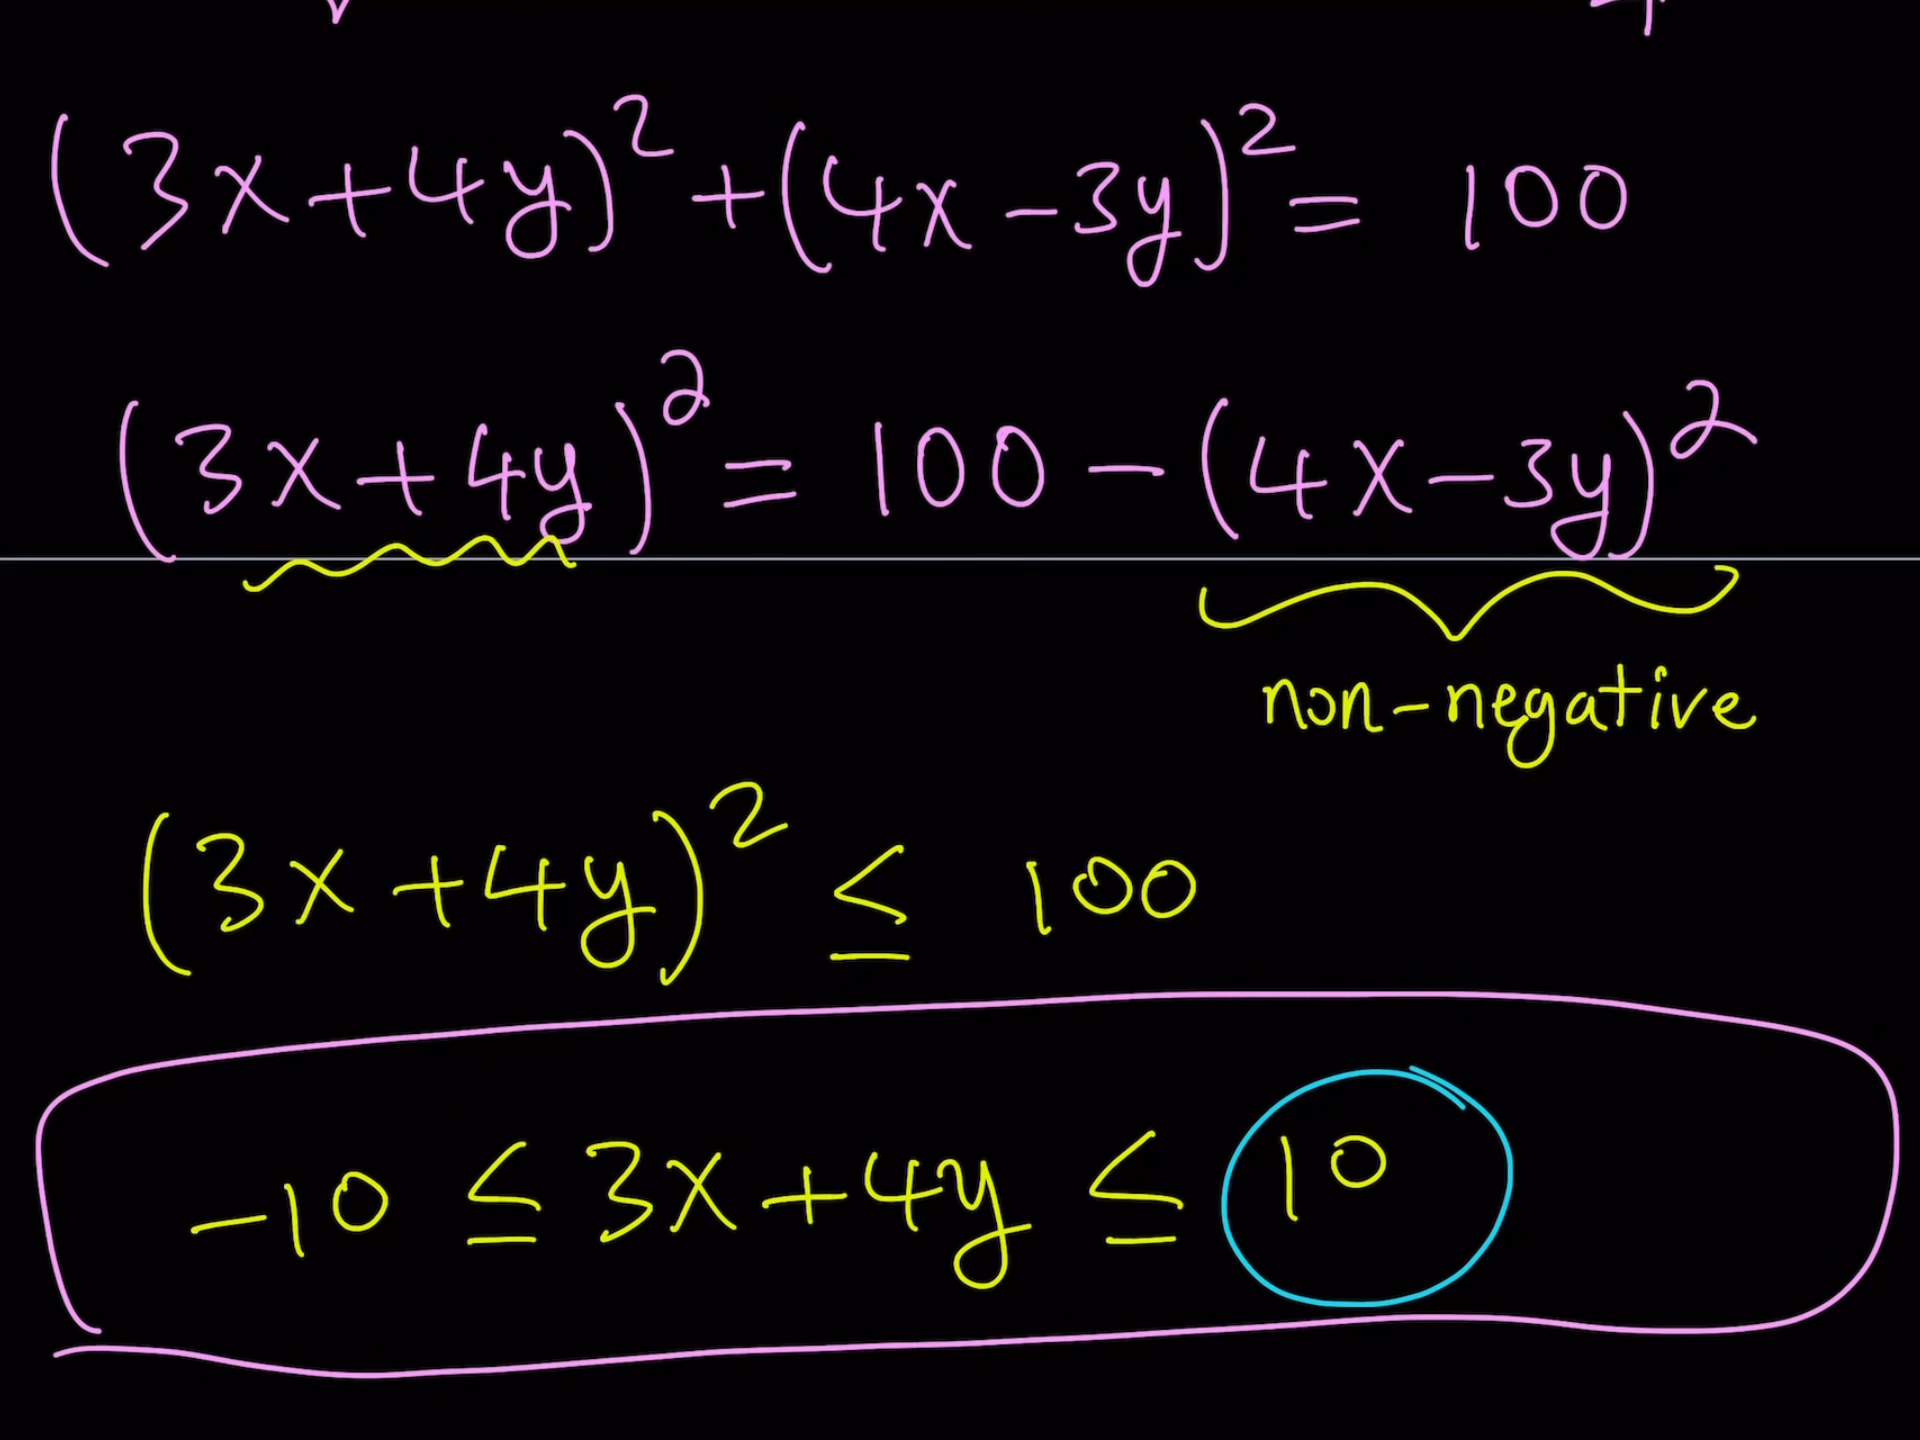 (3x+4y)²+(4x-3y)²= 100
(3x+4y)² = 100 - (4x-3y)²
non-negative
(3x+4y)² ≤ 100
-10 ≤ 3x+4y ≤ 10